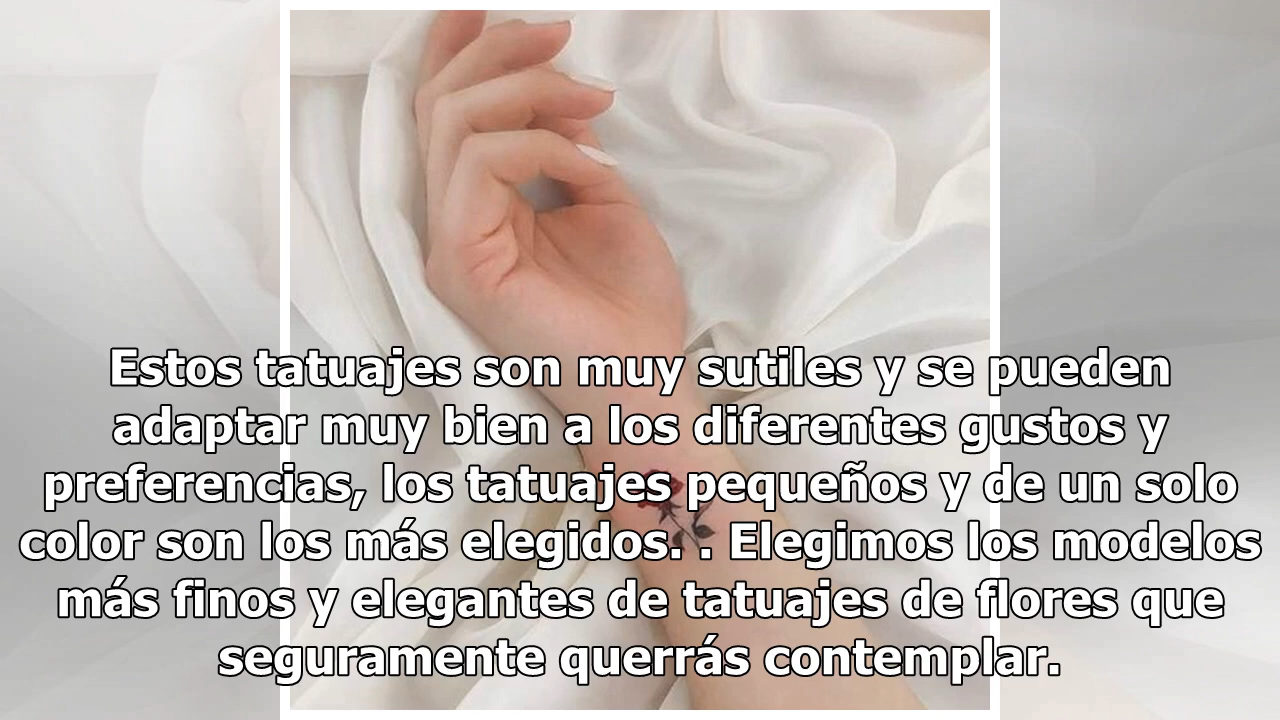 Estos tatuajes son muy sutiles y se pueden
adaptar muy bien a los diferentes gustos y
preferencias, los tatuajes pequeños y de un solo
color son los más elegidos. . Elegimos los modelos
más finos y elegantes de tatuajes de flores que
seguramente querrás contemplar.